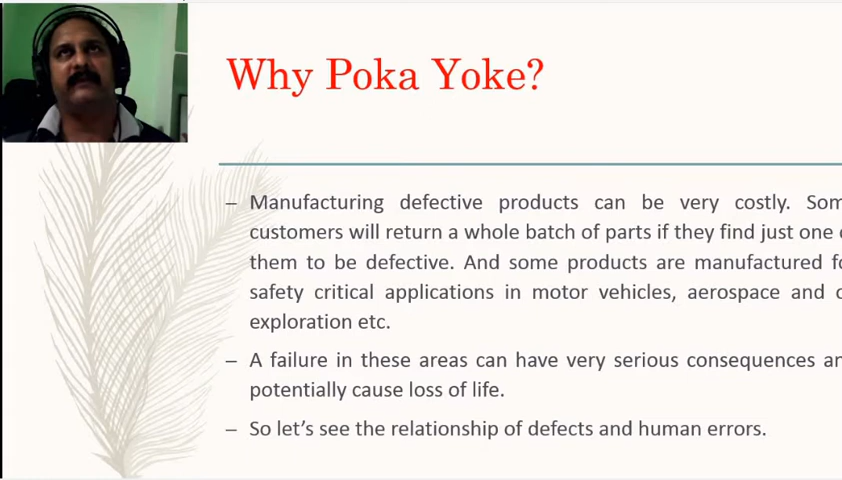 Why Poka Yoke?
– Manufacturing defective products can be very costly.
customers will return a whole batch of parts if they find just one
them to be defective. And some products are manufactured
safety critical applications in motor vehicles, aerospace and
exploration etc.
– A failure in these areas can have very serious consequences
potentially cause loss of life.
– So let's see the relationship of defects and human errors.